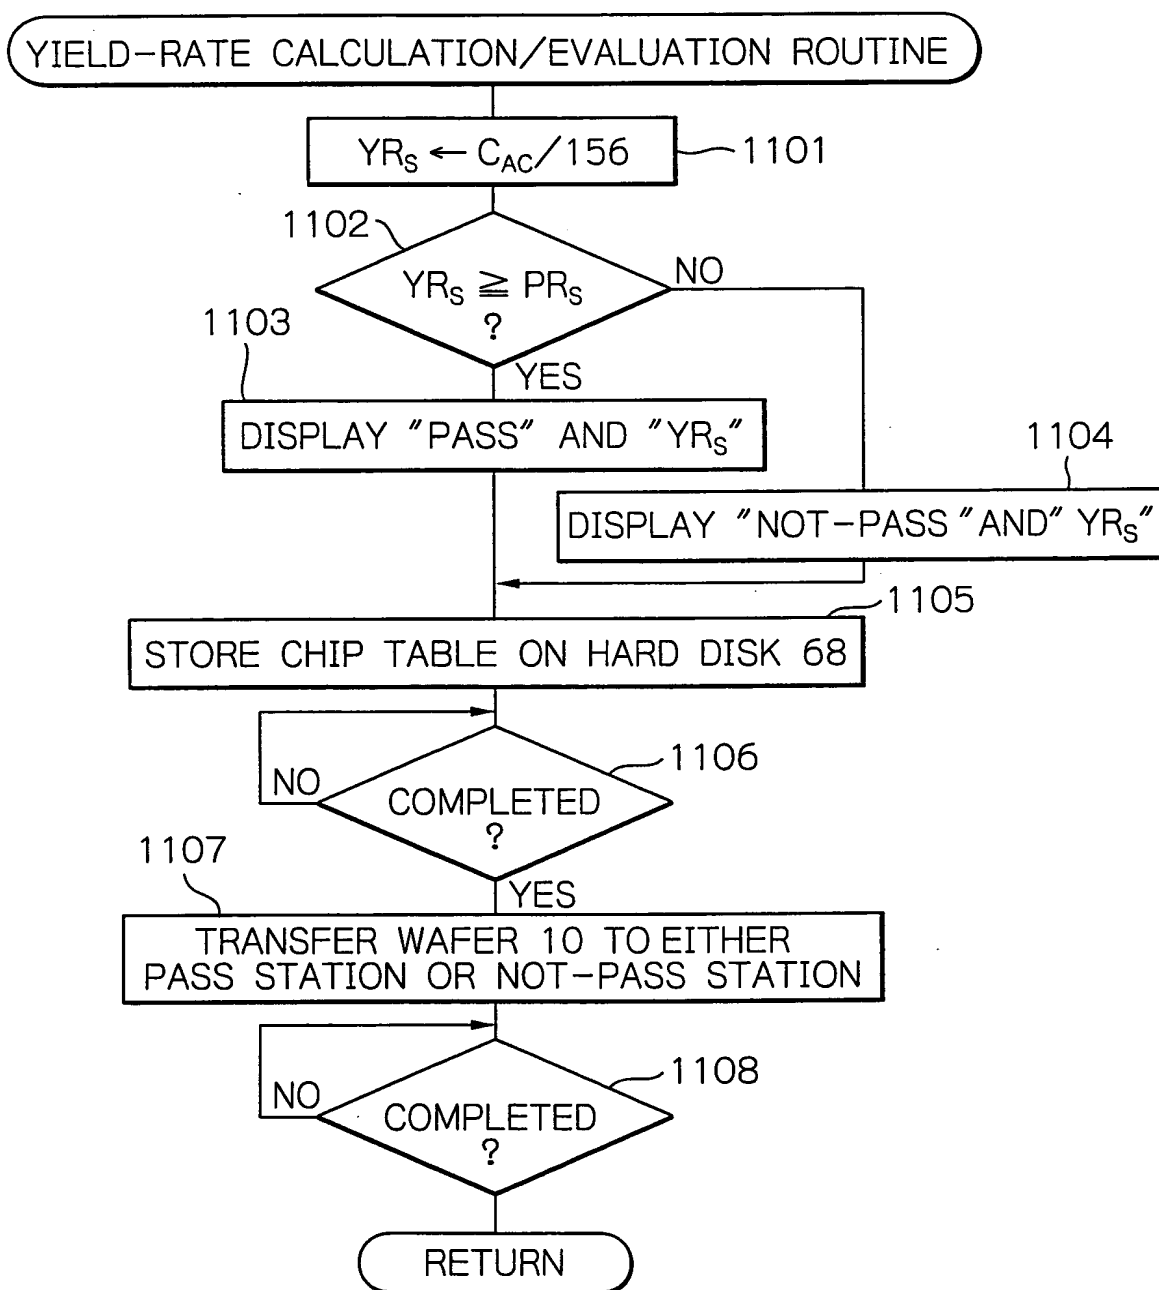 YIELD-RATE CALCULATION/EVALUATION ROUTINE
YRS ← CAC/156
1101
1102
YRS ≧ PRS
?
NO
YES
1103
DISPLAY "PASS" AND "YRS"
1104
DISPLAY "NOT-PASS "AND" YRS"
1105
STORE CHIP TABLE ON HARD DISK 68
1106
COMPLETED
?
NO
YES
1107
TRANSFER WAFER 10 TO EITHER
PASS STATION OR NOT-PASS STATION
1108
COMPLETED
?
NO
RETURN